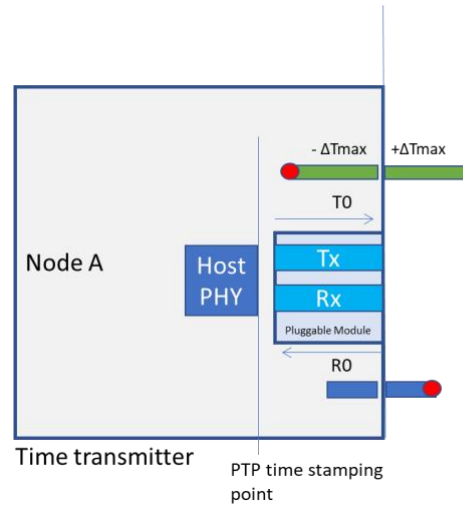 - ΔTmax
+ΔTmax
T0
Node A
Host
PHY
Tx
Rx
Pluggable Module
R0
Time transmitter
PTP time stamping
point